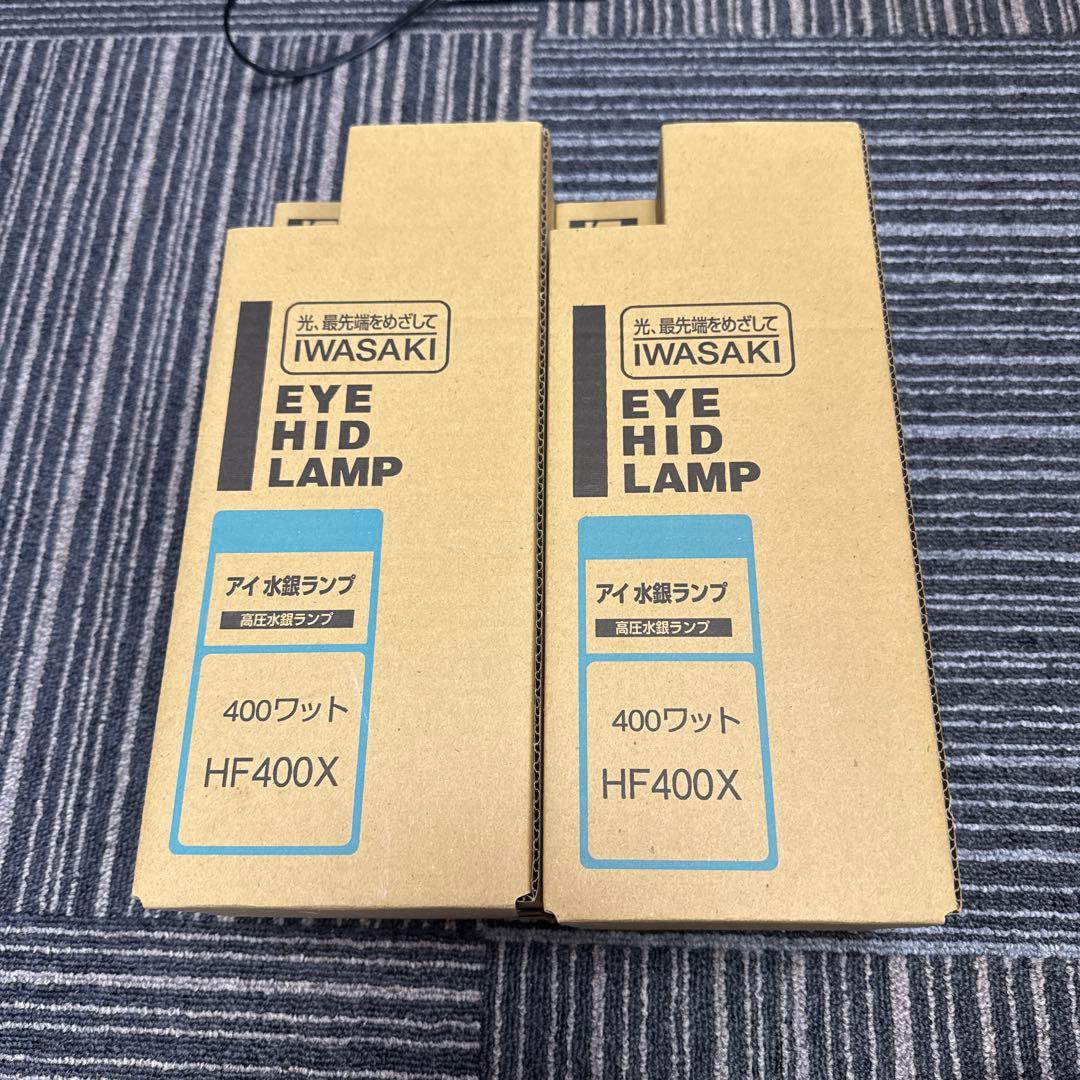 光、最先端をめざして
IWASAKI
EYE
HID
LAMP
アイ 水銀ランプ
高圧水銀ランプ
400ワット
HF400X
光、最先端をめざして
IWASAKI
EYE
HID
LAMP
アイ 水銀ランプ
高圧水銀ランプ
400ワット
HF400X